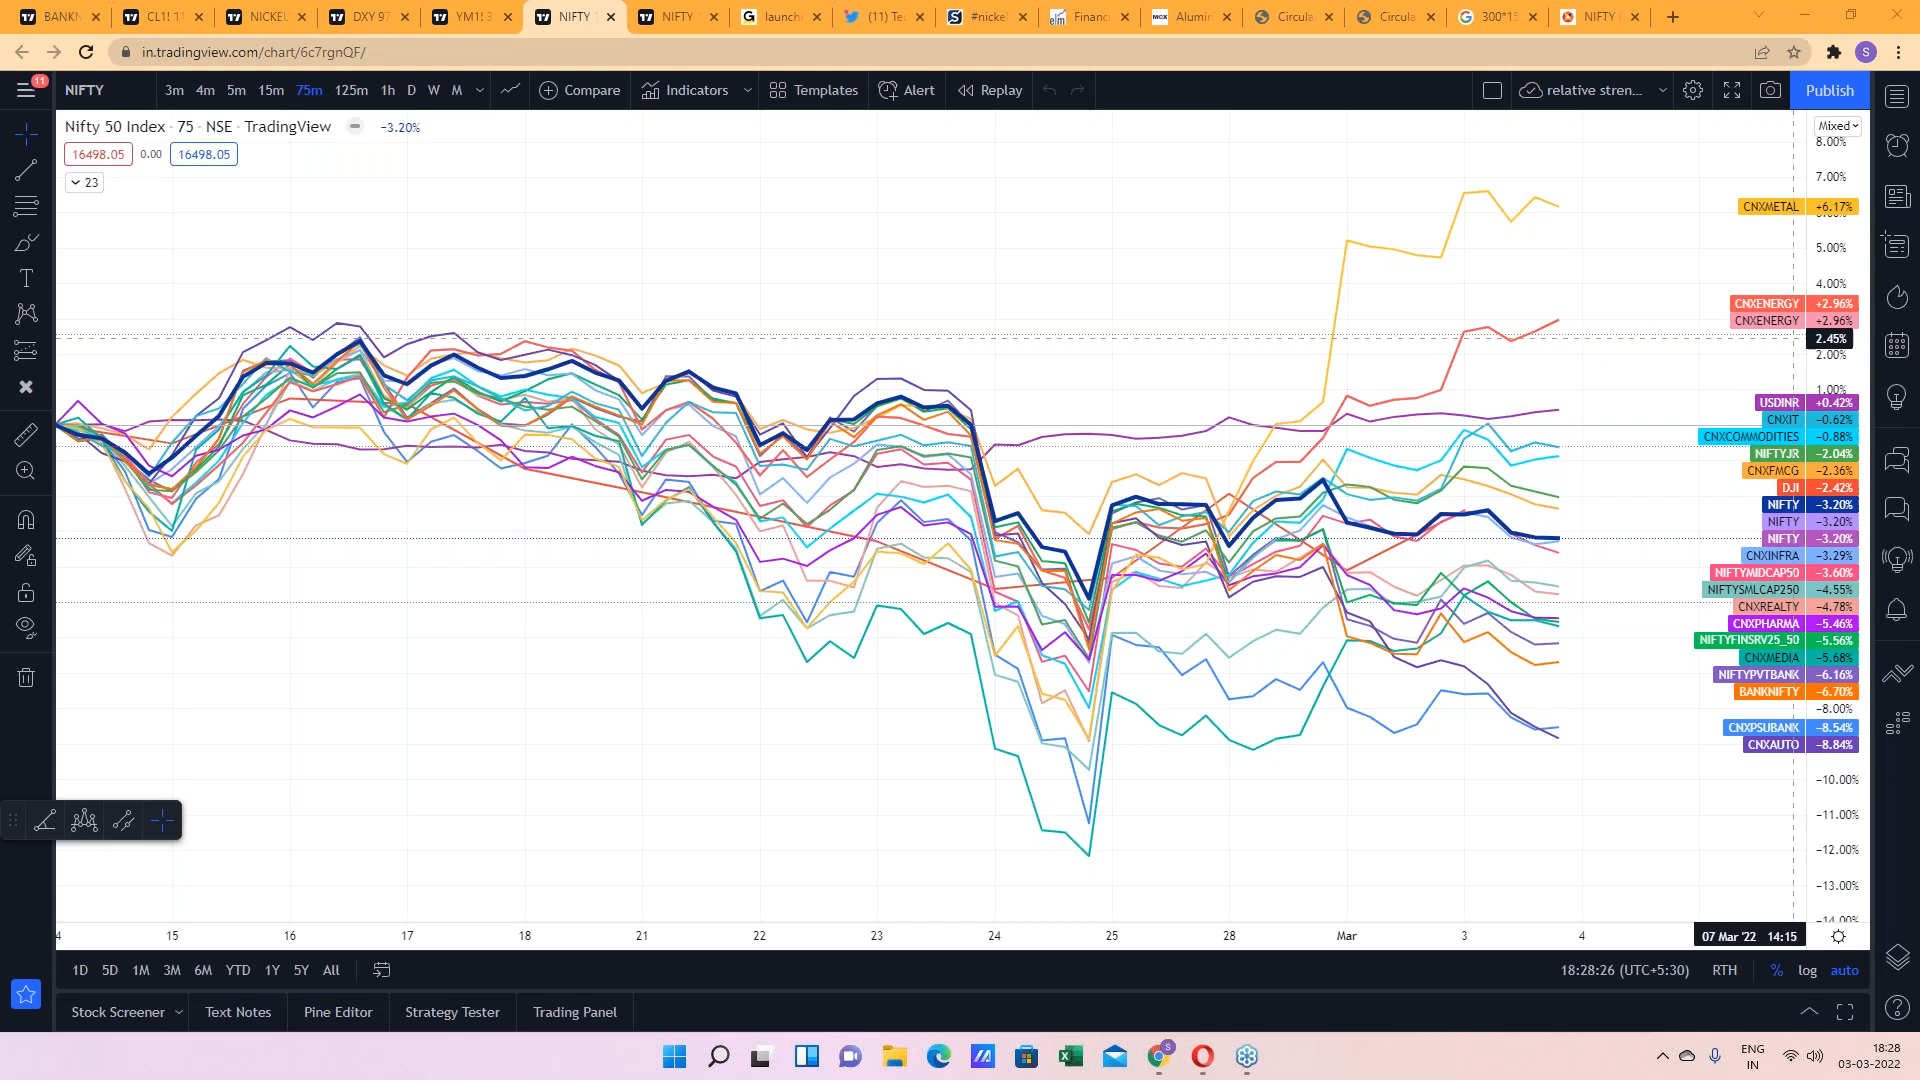 BANKN CL1! 11 NICKEL DXY 97 YM1! 3 NIFTY 1 NIFTY launch (11) Te #nickel Financ Alumin Circula Circula 300*15 NIFTY
in.tradingview.com/chart/6c7rgnQF/
11 NIFTY 3m 4m 5m 15m 75m 125m 1h D W M Compare Indicators Templates Alert Replay relative stren... Publish
Nifty 50 Index · 75 · NSE · TradingView −3.20%
16498.05 0.00 16498.05
23
Mixed
8.00%
7.00%
CNXMETAL +6.17%
5.00%
4.00%
CNXENERGY +2.96%
CNXENERGY +2.96%
2.45%
2.00%
1.00%
USDINR +0.42%
CNXIT −0.62%
CNXCOMMODITIES −0.88%
NIFTYJR −2.04%
CNXFMCG −2.36%
DJI −2.42%
NIFTY −3.20%
NIFTY −3.20%
NIFTY −3.20%
CNXINFRA −3.29%
NIFTYMIDCAP50 −3.60%
NIFTYSMLCAP250 −4.55%
CNXREALTY −4.78%
CNXPHARMA −5.46%
NIFTYFINSRV25_50 −5.56%
CNXMEDIA −5.68%
NIFTYPVTBANK −6.16%
BANKNIFTY −6.70%
−8.00%
CNXPSUBANK −8.54%
CNXAUTO −8.84%
−10.00%
−11.00%
−12.00%
−13.00%
−14.00%
4 15 16 17 18 21 22 23 24 25 28 Mar 3 4 07 Mar '22 14:15
1D 5D 1M 3M 6M YTD 1Y 5Y All 18:28:26 (UTC+5:30) RTH % log auto
Stock Screener Text Notes Pine Editor Strategy Tester Trading Panel
ENG IN 18:28
03-03-2022